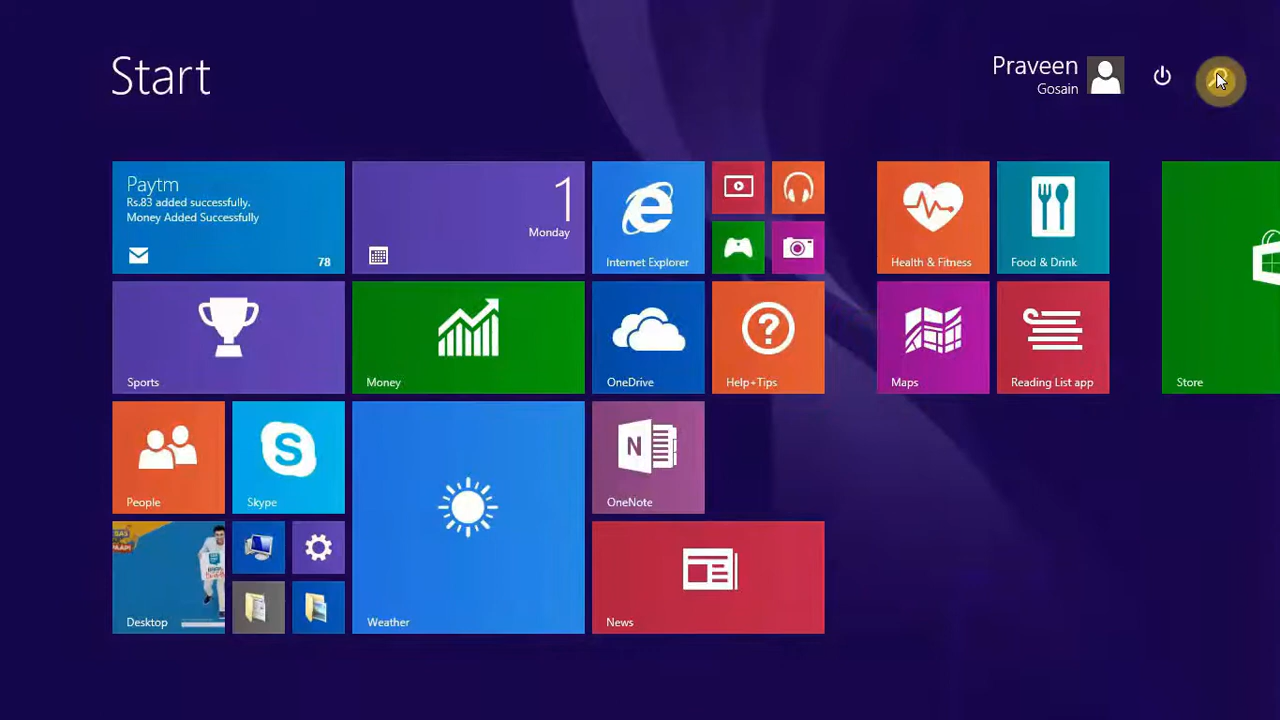 Start
Praveen
Gosain
Paytm
Rs.83 added successfully.
Money Added Successfully
78
1
Monday
Internet Explorer
Health & Fitness
Food & Drink
Sports
Money
OneDrive
Help+Tips
Maps
Reading List app
Store
People
Skype
Weather
N
OneNote
Desktop
News